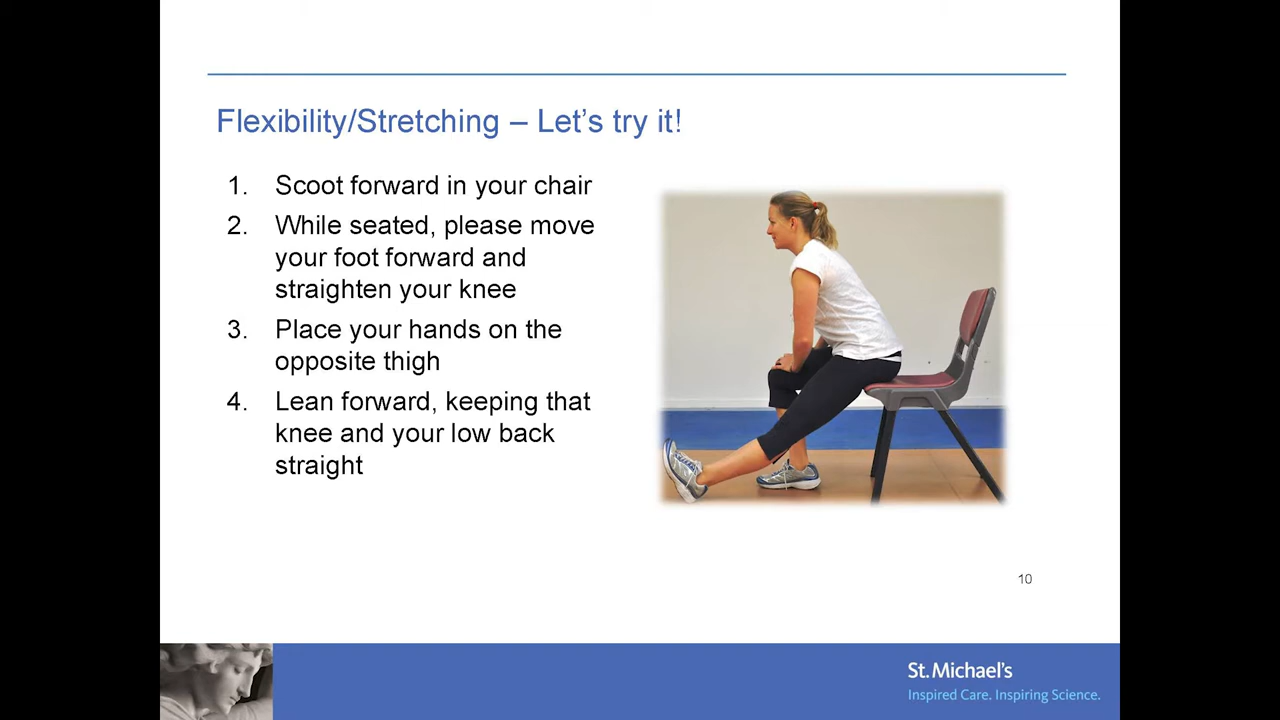 Flexibility/Stretching – Let’s try it!
1. Scoot forward in your chair
2. While seated, please move
your foot forward and
straighten your knee
3. Place your hands on the
opposite thigh
4. Lean forward, keeping that
knee and your low back
straight
10
St. Michael's
Inspired Care. Inspiring Science.